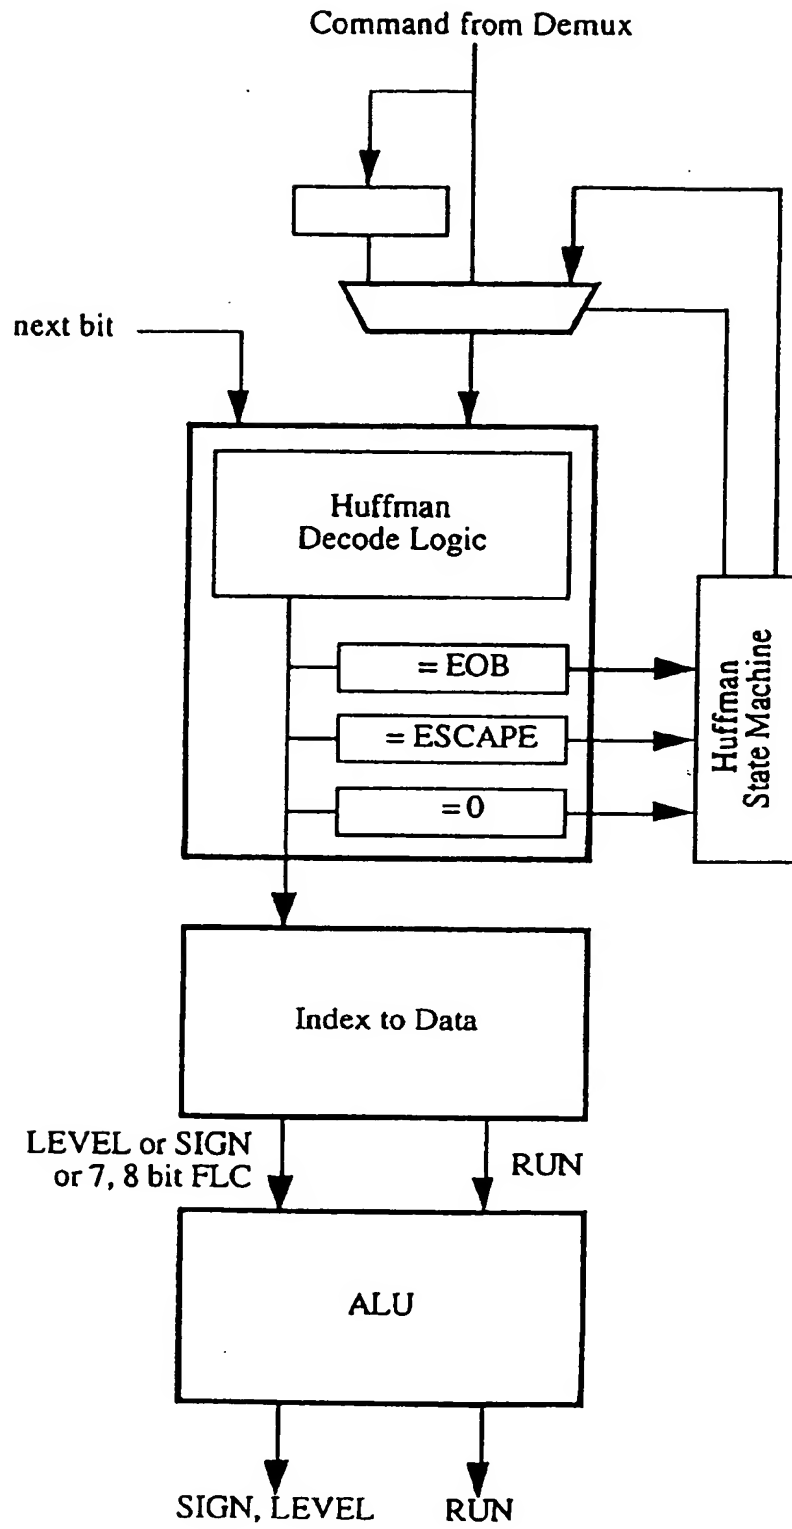 Command from Demux
next bit
Huffman
Decode Logic
= EOB
= ESCAPE
= 0
Huffman
State Machine
Index to Data
LEVEL or SIGN
or 7, 8 bit FLC
RUN
ALU
SIGN, LEVEL
RUN